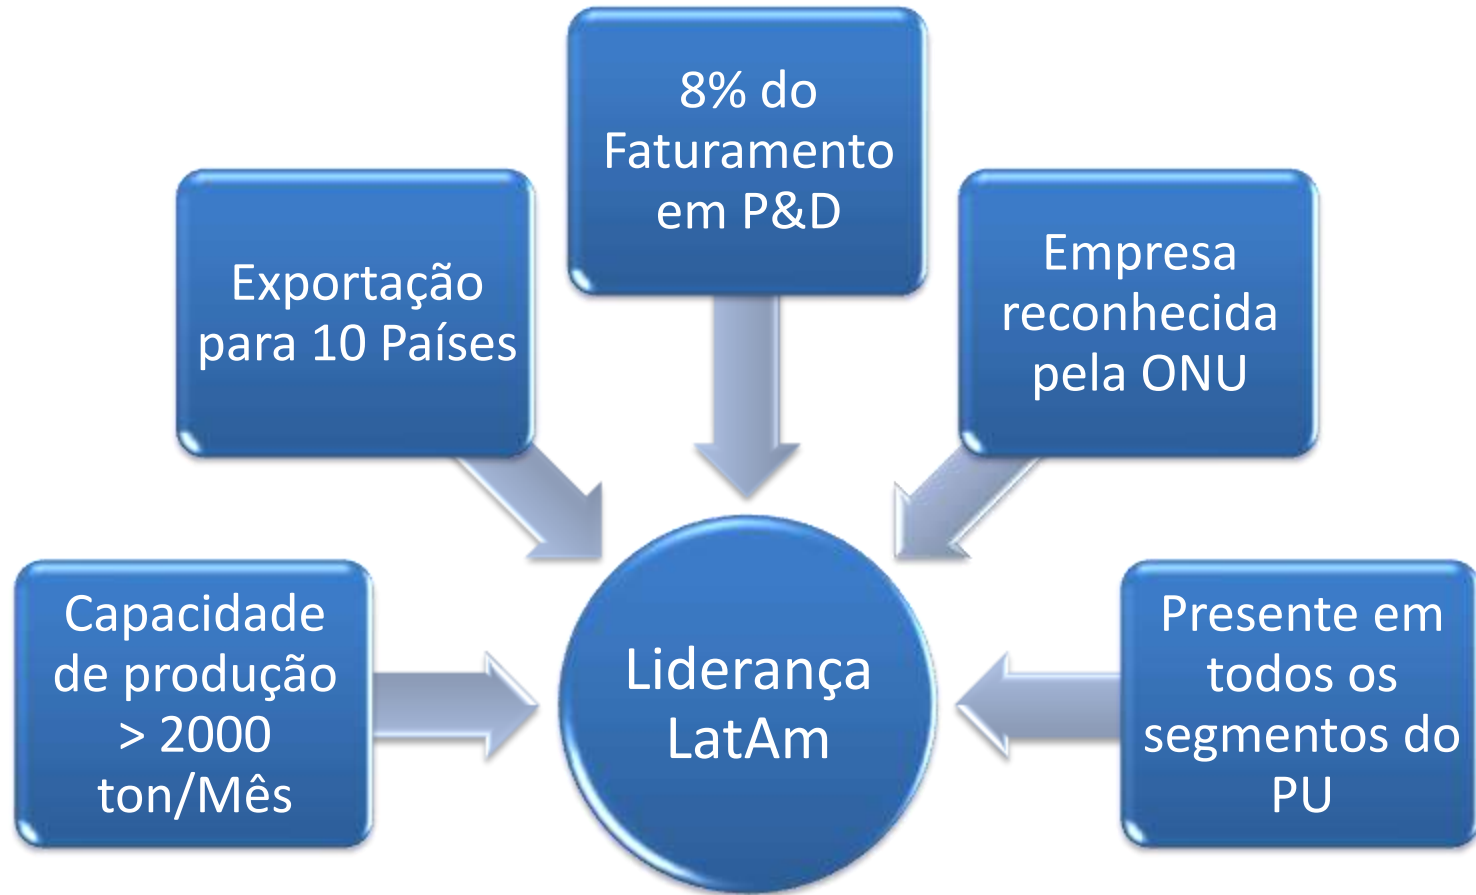 8% do
Faturamento
em P&D
Exportação
para 10 Países
Empresa
reconhecida
pela ONU
Capacidade
de produção
> 2000
ton/Mês
Liderança
LatAm
Presente em
todos os
segmentos do
PU